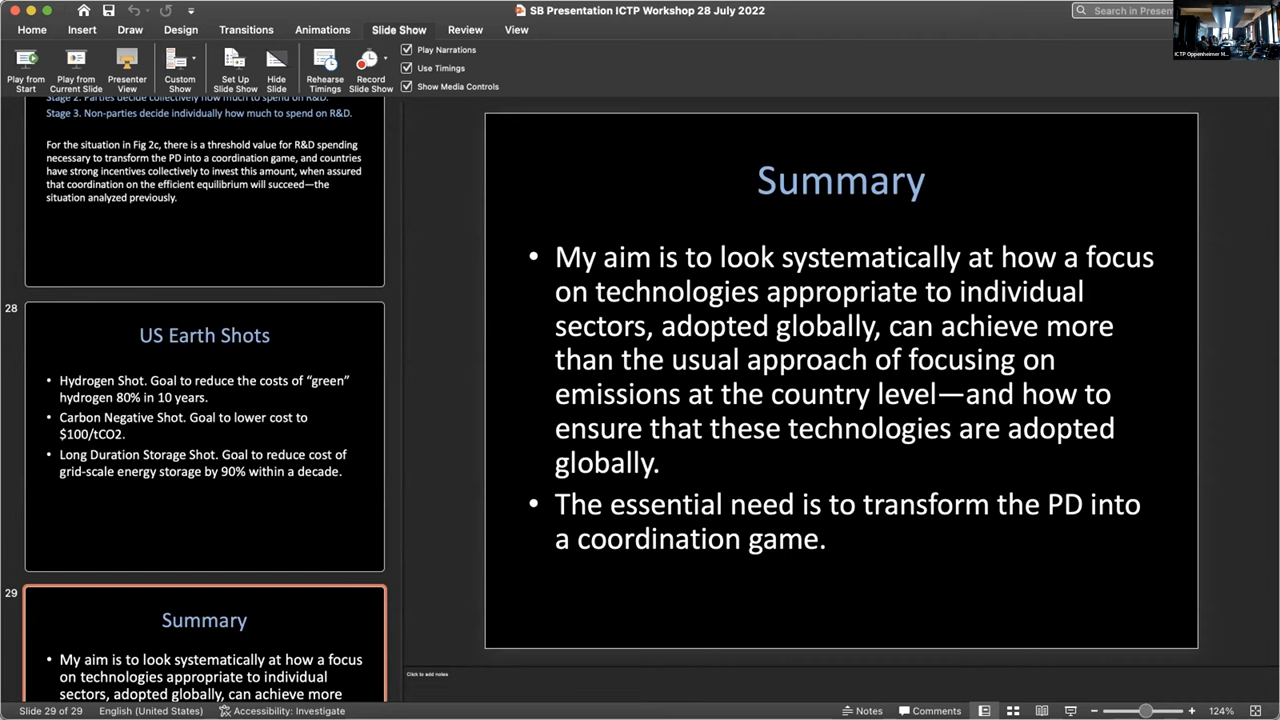 SB Presentation ICTP Workshop 28 July 2022
Search in Presen
ICTP Oppenheimer M...
Home Insert Draw Design Transitions Animations Slide Show Review View
Play from Start
Play from Current Slide
Presenter View
Custom Show
Set Up Slide Show
Hide Slide
Rehearse Timings
Record Slide Show
Play Narrations
Use Timings
Show Media Controls
Stage 2. Parties decide collectively how much to spend on R&D.
Stage 3. Non-parties decide individually how much to spend on R&D.
For the situation in Fig 2c, there is a threshold value for R&D spending
necessary to transform the PD into a coordination game, and countries
have strong incentives collectively to invest this amount, when assured
that coordination on the efficient equilibrium will succeed—the
situation analyzed previously.
28
US Earth Shots
• Hydrogen Shot. Goal to reduce the costs of “green”
hydrogen 80% in 10 years.
• Carbon Negative Shot. Goal to lower cost to
$100/tCO2.
• Long Duration Storage Shot. Goal to reduce cost of
grid-scale energy storage by 90% within a decade.
29
Summary
• My aim is to look systematically at how a focus
on technologies appropriate to individual
sectors, adopted globally, can achieve more
Summary
• My aim is to look systematically at how a focus
on technologies appropriate to individual
sectors, adopted globally, can achieve more
than the usual approach of focusing on
emissions at the country level—and how to
ensure that these technologies are adopted
globally.
• The essential need is to transform the PD into
a coordination game.
Click to add notes
Slide 29 of 29 English (United States) Accessibility: Investigate Notes Comments 124%